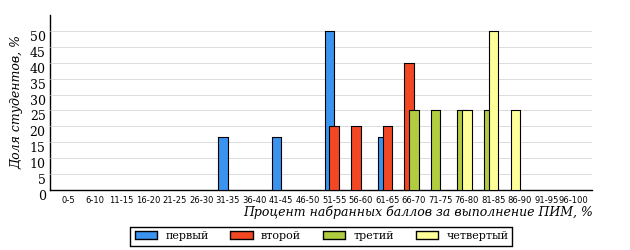 Доля студентов, %
50
45
40
35
30
25
20
15
10
5
0
0-5 6-10 11-15 16-20 21-25 26-30 31-35 36-40 41-45 46-50 51-55 56-60 61-65 66-70 71-75 76-80 81-85 86-90 91-95 96-100
Процент набранных баллов за выполнение ПИМ, %
первый второй третий четвертый